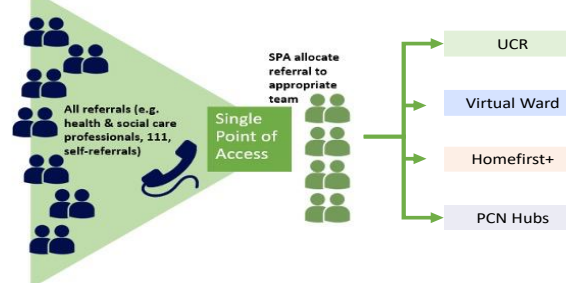 All referrals (e.g.
health & social care
professionals, 111,
self-referrals)
Single
Point of
Access
SPA allocate
referral to
appropriate
team
UCR
Virtual Ward
Homefirst+
PCN Hubs